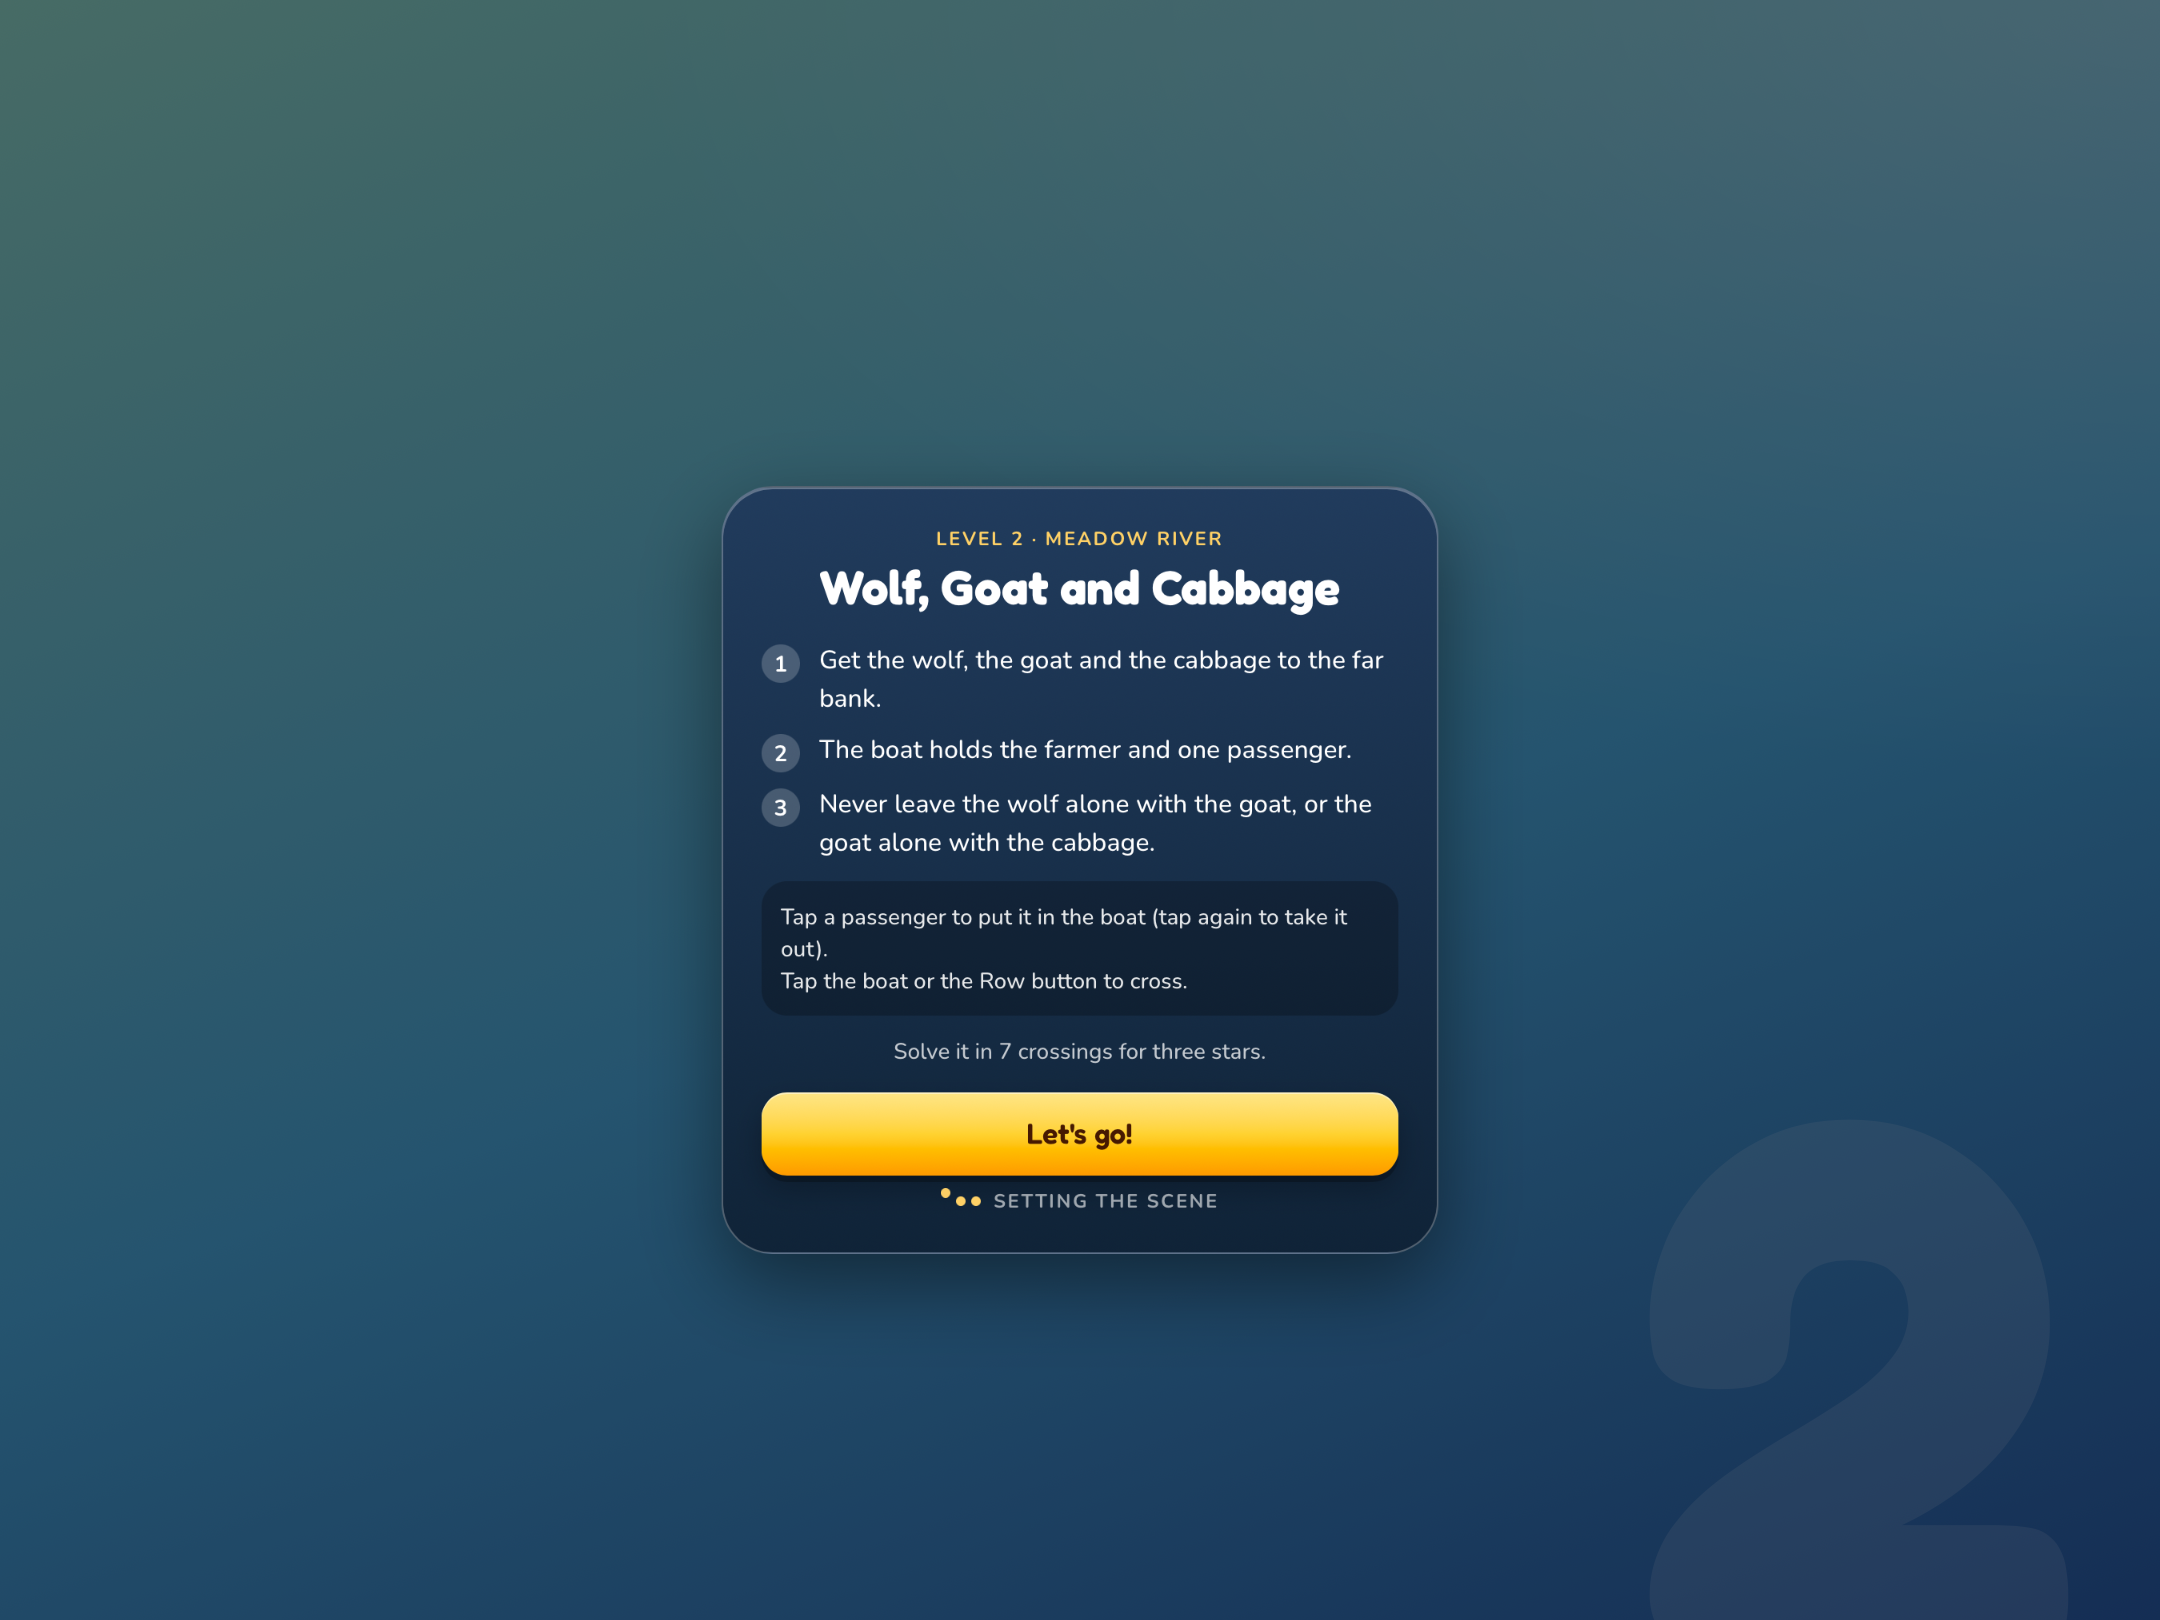 LEVEL 2 · MEADOW RIVER
Wolf, Goat and Cabbage
1 Get the wolf, the goat and the cabbage to the far
bank.
2 The boat holds the farmer and one passenger.
3 Never leave the wolf alone with the goat, or the
goat alone with the cabbage.
Tap a passenger to put it in the boat (tap again to take it
out).
Tap the boat or the Row button to cross.
Solve it in 7 crossings for three stars.
Let's go!
SETTING THE SCENE
2